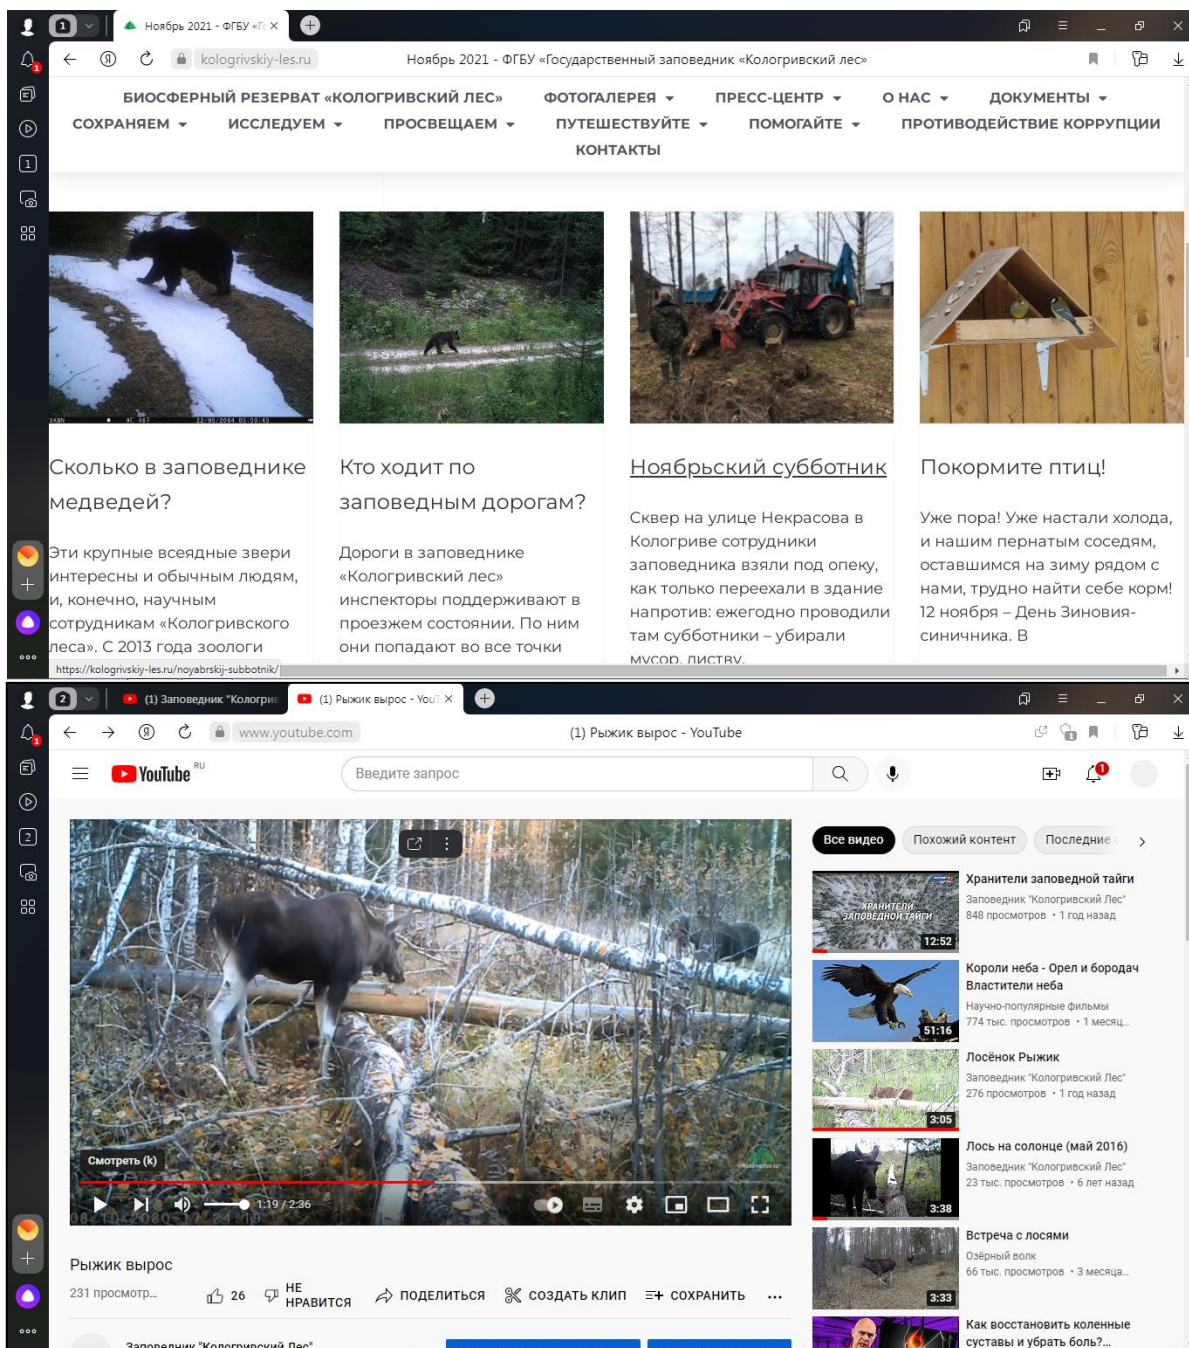 1
Ноябрь 2021 - ФГБУ «Го
1
kologrivskiy-les.ru
Ноябрь 2021 - ФГБУ «Государственный заповедник «Кологривский лес»
БИОСФЕРНЫЙ РЕЗЕРВАТ «КОЛОГРИВСКИЙ ЛЕС»
ФОТОГАЛЕРЕЯ
ПРЕСС-ЦЕНТР
О НАС
ДОКУМЕНТЫ
СОХРАНЯЕМ
ИССЛЕДУЕМ
ПРОСВЕЩАЕМ
ПУТЕШЕСТВУЙТЕ
ПОМОГАЙТЕ
ПРОТИВОДЕЙСТВИЕ КОРРУПЦИИ
КОНТАКТЫ
1
Сколько в заповеднике
медведей?
Эти крупные всеядные звери
интересны и обычным людям,
и, конечно, научным
сотрудникам «Кологривского
леса». С 2013 года зоологи
Кто ходит по
заповедным дорогам?
Дороги в заповеднике
«Кологривский лес»
инспекторы поддерживают в
проезжем состоянии. По ним
они попадают во все точки
Ноябрьский субботник
Сквер на улице Некрасова в
Кологриве сотрудники
заповедника взяли под опеку,
как только переехали в здание
напротив: ежегодно проводили
там субботники – убирали
мусор, листву,
Покормите птиц!
Уже пора! Уже настали холода,
и нашим пернатым соседям,
оставшимся на зиму рядом с
нами, трудно найти себе корм!
12 ноября – День Зиновия-
синичника. В
https://kologrivskiy-les.ru/noyabrskij-subbotnik/
2
(1) Заповедник "Кологрив
(1) Рыжик вырос - YouT
www.youtube.com
(1) Рыжик вырос - YouTube
1
YouTube RU
Введите запрос
1
2
Все видео
Похожий контент
Последние
Смотреть (k)
1:19 / 2:36
Рыжик вырос
231 просмотр...
26
НЕ НРАВИТСЯ
ПОДЕЛИТЬСЯ
СОЗДАТЬ КЛИП
СОХРАНИТЬ
Заповедник "Кологривский Лес"
ХРАНИТЕЛИ
ЗАПОВЕДНОЙ ТАЙГИ
12:52
Хранители заповедной тайги
Заповедник "Кологривский Лес"
848 просмотров • 1 год назад
51:16
Короли неба - Орел и бородач
Властители неба
Научно-популярные фильмы
774 тыс. просмотров • 1 месяц...
3:05
Лосёнок Рыжик
Заповедник "Кологривский Лес"
276 просмотров • 1 год назад
3:38
Лось на солонце (май 2016)
Заповедник "Кологривский Лес"
23 тыс. просмотров • 6 лет назад
3:33
Встреча с лосями
Озёрный волк
66 тыс. просмотров • 3 месяца...
Как восстановить коленные
суставы и убрать боль?...